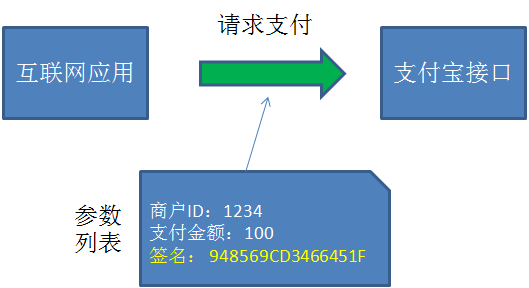 请求支付
互联网应用
支付宝接口
参数
列表
商户ID：1234
支付金额：100
签名： 948569CD3466451F